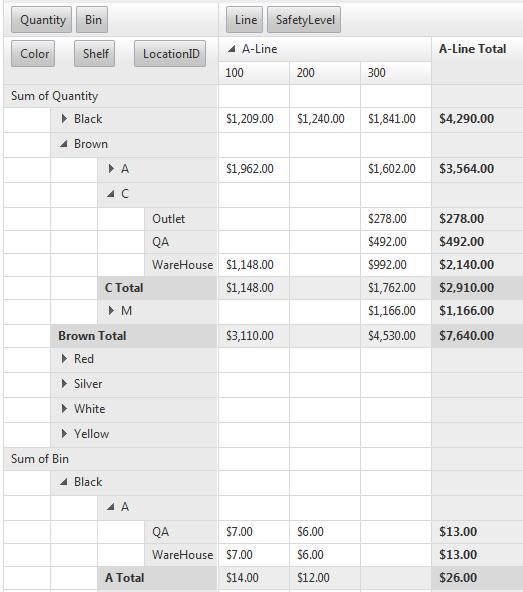 Quantity Bin Line SafetyLevel
Color Shelf LocationID A-Line A-Line Total
100 200 300
Sum of Quantity
Black $1,209.00 $1,240.00 $1,841.00 $4,290.00
Brown
A $1,962.00 $1,602.00 $3,564.00
C
Outlet $278.00 $278.00
QA $492.00 $492.00
WareHouse $1,148.00 $992.00 $2,140.00
C Total $1,148.00 $1,762.00 $2,910.00
M $1,166.00 $1,166.00
Brown Total $3,110.00 $4,530.00 $7,640.00
Red
Silver
White
Yellow
Sum of Bin
Black
A
QA $7.00 $6.00 $13.00
WareHouse $7.00 $6.00 $13.00
A Total $14.00 $12.00 $26.00